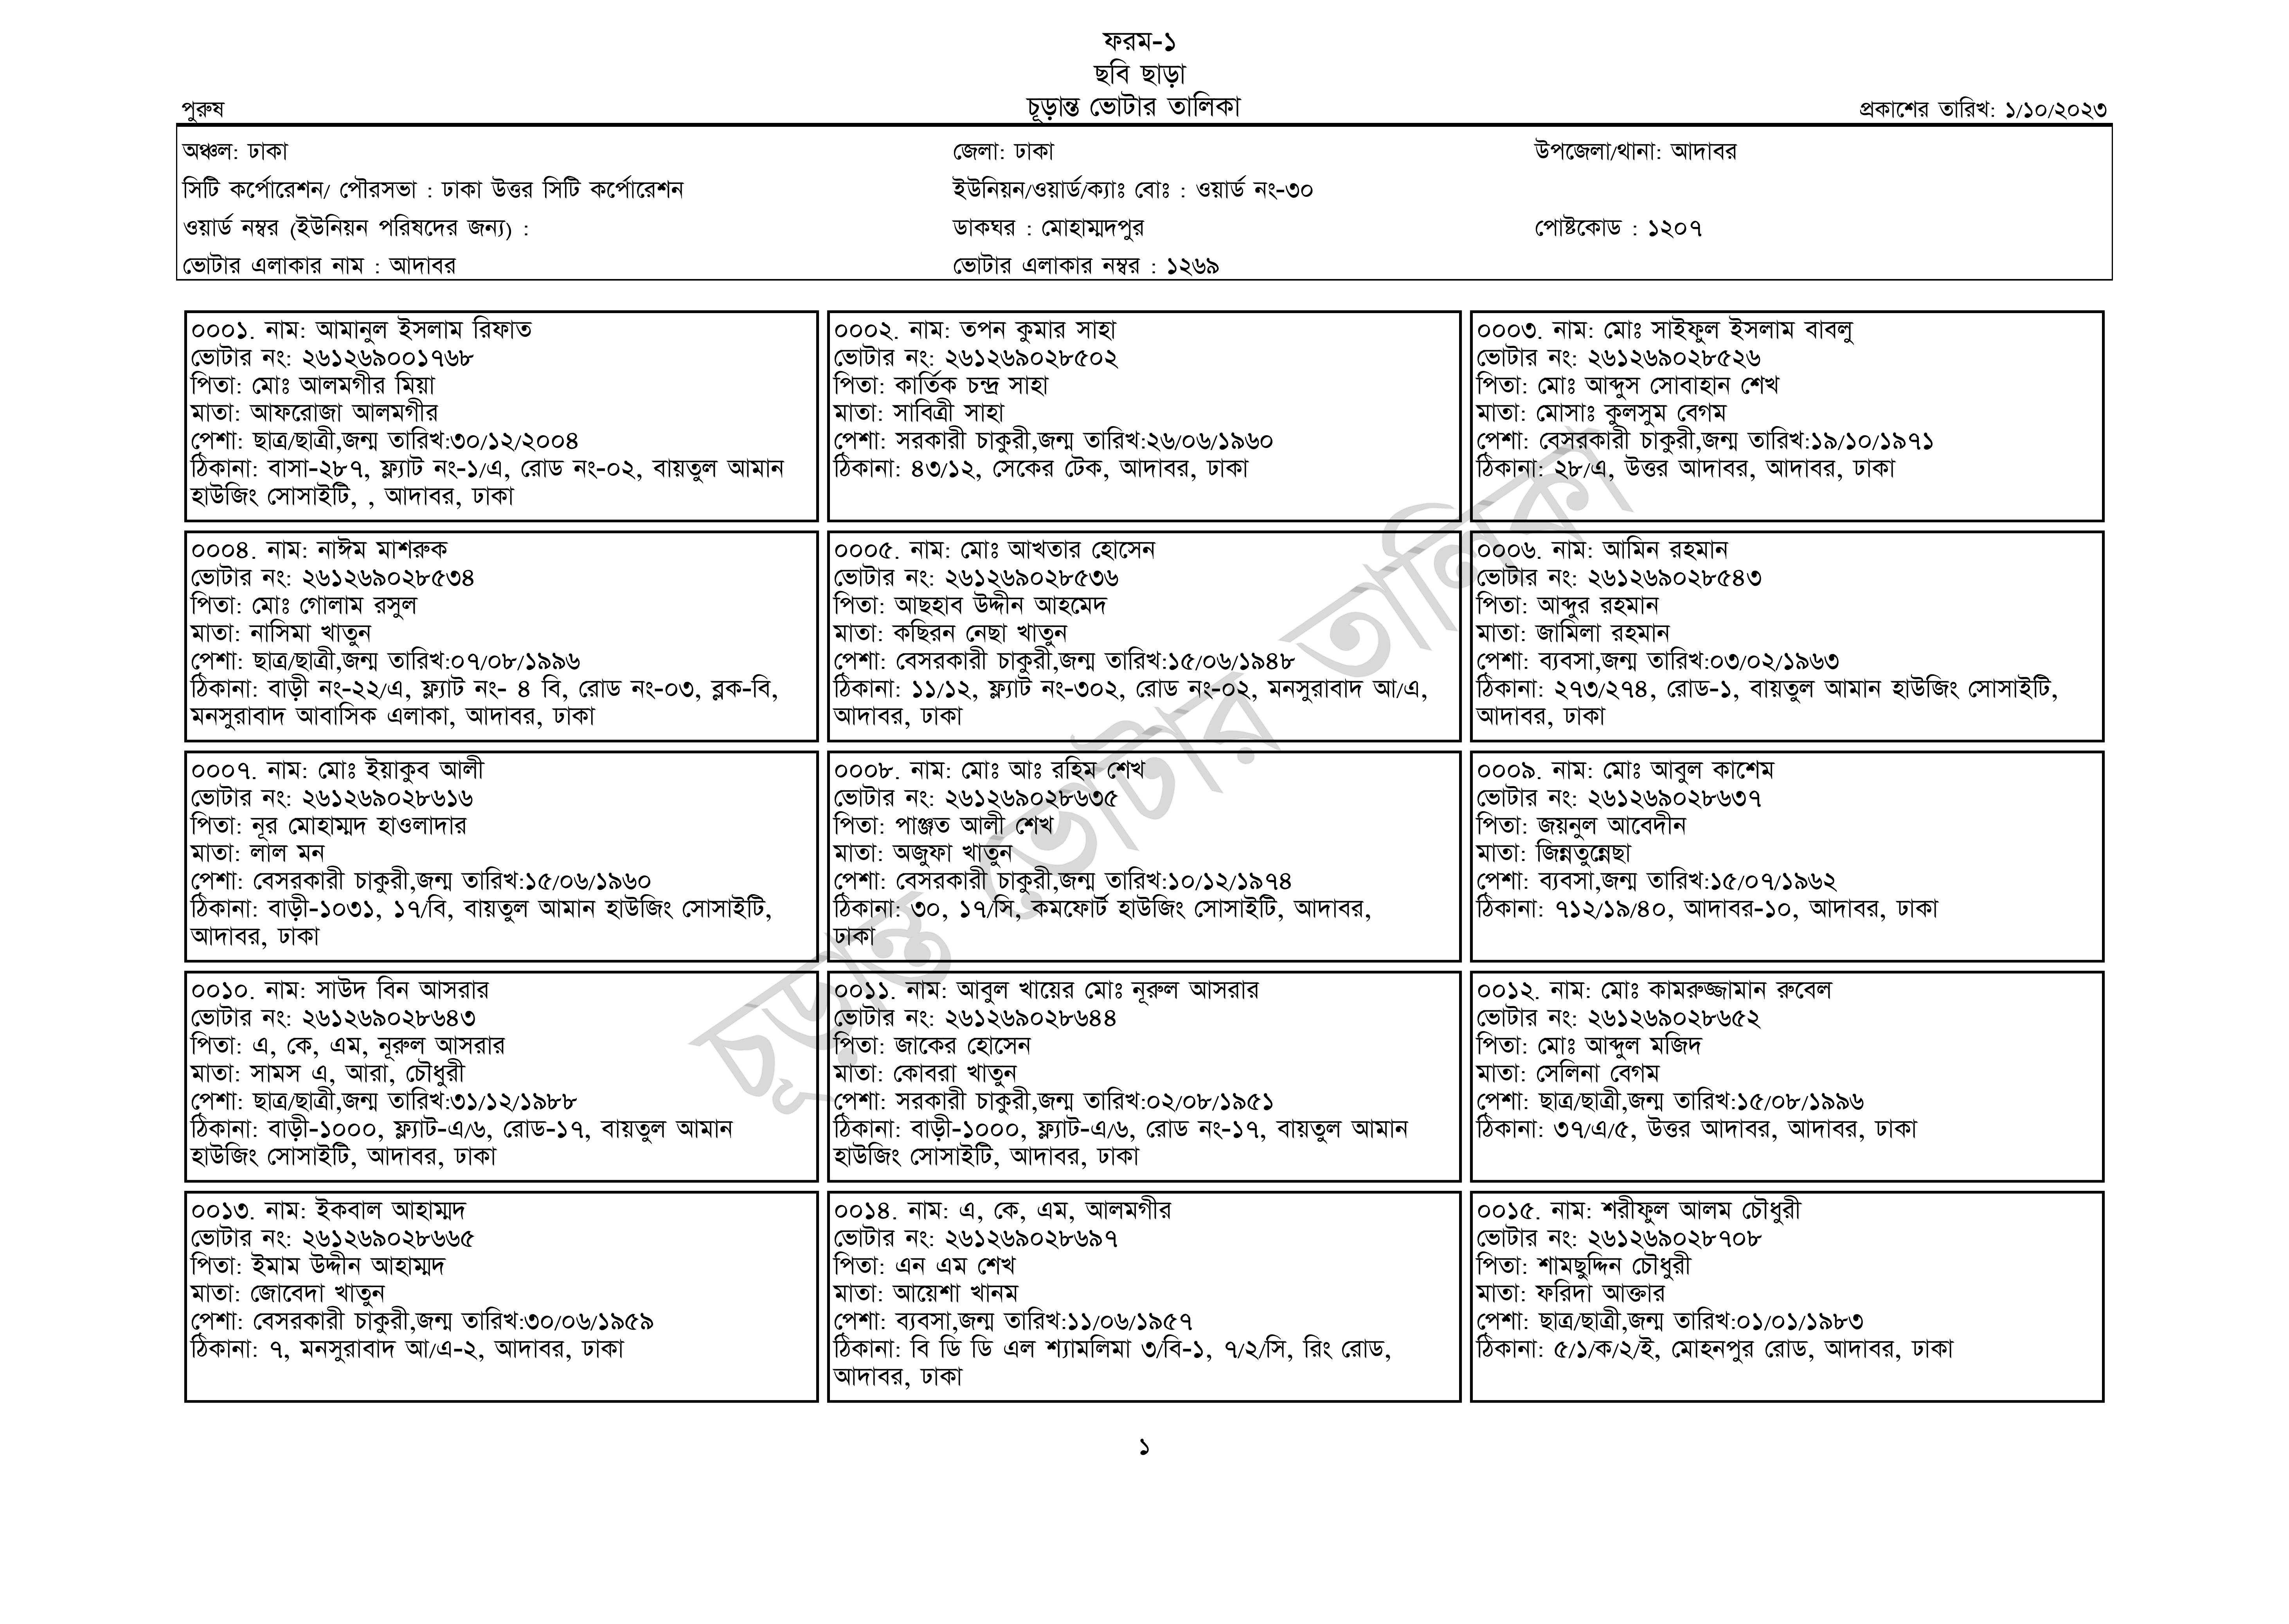 ফরম-১
ছবি ছাড়া
পুরুষ
চূড়ান্ত ভোটার তালিকা
প্রকাশের তারিখ: ১/১০/২০২৩
অঞ্চল: ঢাকা
জেলা: ঢাকা
উপজেলা/থানা: আদাবর
সিটি কর্পোরেশন/ পৌরসভা : ঢাকা উত্তর সিটি কর্পোরেশন
ইউনিয়ন/ওয়ার্ড/ক্যাঃ বোঃ : ওয়ার্ড নং-৩০
ওয়ার্ড নম্বর (ইউনিয়ন পরিষদের জন্য) :
ডাকঘর : মোহাম্মদপুর
পোষ্টকোড : ১২০৭
ভোটার এলাকার নাম : আদাবর
ভোটার এলাকার নম্বর : ১২৬৯
০০০১. নাম: আমানুল ইসলাম রিফাত
ভোটার নং: ২৬১২৬৯০০১৭৬৮
পিতা: মোঃ আলমগীর মিয়া
মাতা: আফরোজা আলমগীর
পেশা: ছাত্র/ছাত্রী,জন্ম তারিখ:৩০/১২/২০০৪
ঠিকানা: বাসা-২৮৭, ফ্ল্যাট নং-১/এ, রোড নং-০২, বায়তুল আমান
হাউজিং সোসাইটি, , আদাবর, ঢাকা
০০০২. নাম: তপন কুমার সাহা
ভোটার নং: ২৬১২৬৯০২৮৫০২
পিতা: কার্তিক চন্দ্র সাহা
মাতা: সাবিত্রী সাহা
পেশা: সরকারী চাকুরী,জন্ম তারিখ:২৬/০৬/১৯৬০
ঠিকানা: ৪৩/১২, সেকের টেক, আদাবর, ঢাকা
০০০৩. নাম: মোঃ সাইফুল ইসলাম বাবলু
ভোটার নং: ২৬১২৬৯০২৮৫২৬
পিতা: মোঃ আব্দুস সোবাহান শেখ
মাতা: মোসাঃ কুলসুম বেগম
পেশা: বেসরকারী চাকুরী,জন্ম তারিখ:১৯/১০/১৯৭১
ঠিকানা: ২৮/এ, উত্তর আদাবর, আদাবর, ঢাকা
০০০৪. নাম: নাঈম মাশরুক
ভোটার নং: ২৬১২৬৯০২৮৫৩৪
পিতা: মোঃ গোলাম রসুল
মাতা: নাসিমা খাতুন
পেশা: ছাত্র/ছাত্রী,জন্ম তারিখ:০৭/০৮/১৯৯৬
ঠিকানা: বাড়ী নং-২২/এ, ফ্ল্যাট নং- ৪ বি, রোড নং-০৩, ব্লক-বি,
মনসুরাবাদ আবাসিক এলাকা, আদাবর, ঢাকা
০০০৫. নাম: মোঃ আখতার হোসেন
ভোটার নং: ২৬১২৬৯০২৮৫৩৬
পিতা: আছহাব উদ্দীন আহমেদ
মাতা: কছিরন নেছা খাতুন
পেশা: বেসরকারী চাকুরী,জন্ম তারিখ:১৫/০৬/১৯৪৮
ঠিকানা: ১১/১২, ফ্ল্যাট নং-৩০২, রোড নং-০২, মনসুরাবাদ আ/এ,
আদাবর, ঢাকা
০০০৬. নাম: আমিন রহমান
ভোটার নং: ২৬১২৬৯০২৮৫৪৩
পিতা: আব্দুর রহমান
মাতা: জামিলা রহমান
পেশা: ব্যবসা,জন্ম তারিখ:০৩/০২/১৯৬৩
ঠিকানা: ২৭৩/২৭৪, রোড-১, বায়তুল আমান হাউজিং সোসাইটি,
আদাবর, ঢাকা
০০০৭. নাম: মোঃ ইয়াকুব আলী
ভোটার নং: ২৬১২৬৯০২৮৬১৬
পিতা: নূর মোহাম্মদ হাওলাদার
মাতা: লাল মন
পেশা: বেসরকারী চাকুরী,জন্ম তারিখ:১৫/০৬/১৯৬০
ঠিকানা: বাড়ী-১০৩১, ১৭/বি, বায়তুল আমান হাউজিং সোসাইটি,
আদাবর, ঢাকা
০০০৮. নাম: মোঃ আঃ রহিম শেখ
ভোটার নং: ২৬১২৬৯০২৮৬৩৫
পিতা: পাঞ্জত আলী শেখ
মাতা: অজুফা খাতুন
পেশা: বেসরকারী চাকুরী,জন্ম তারিখ:১০/১২/১৯৭৪
ঠিকানা: ৩০, ১৭/সি, কমফোর্ট হাউজিং সোসাইটি, আদাবর,
ঢাকা
০০০৯. নাম: মোঃ আবুল কাশেম
ভোটার নং: ২৬১২৬৯০২৮৬৩৭
পিতা: জয়নুল আবেদীন
মাতা: জিন্নতুন্নেছা
পেশা: ব্যবসা,জন্ম তারিখ:১৫/০৭/১৯৬২
ঠিকানা: ৭১২/১৯/৪০, আদাবর-১০, আদাবর, ঢাকা
০০১০. নাম: সাউদ বিন আসরার
ভোটার নং: ২৬১২৬৯০২৮৬৪৩
পিতা: এ, কে, এম, নূরুল আসরার
মাতা: সামস এ, আরা, চৌধুরী
পেশা: ছাত্র/ছাত্রী,জন্ম তারিখ:৩১/১২/১৯৮৮
ঠিকানা: বাড়ী-১০০০, ফ্ল্যাট-এ/৬, রোড-১৭, বায়তুল আমান
হাউজিং সোসাইটি, আদাবর, ঢাকা
০০১১. নাম: আবুল খায়ের মোঃ নূরুল আসরার
ভোটার নং: ২৬১২৬৯০২৮৬৪৪
পিতা: জাকের হোসেন
মাতা: কোবরা খাতুন
পেশা: সরকারী চাকুরী,জন্ম তারিখ:০২/০৮/১৯৫১
ঠিকানা: বাড়ী-১০০০, ফ্ল্যাট-এ/৬, রোড নং-১৭, বায়তুল আমান
হাউজিং সোসাইটি, আদাবর, ঢাকা
০০১২. নাম: মোঃ কামরুজ্জামান রুবেল
ভোটার নং: ২৬১২৬৯০২৮৬৫২
পিতা: মোঃ আব্দুল মজিদ
মাতা: সেলিনা বেগম
পেশা: ছাত্র/ছাত্রী,জন্ম তারিখ:১৫/০৮/১৯৯৬
ঠিকানা: ৩৭/এ/৫, উত্তর আদাবর, আদাবর, ঢাকা
০০১৩. নাম: ইকবাল আহাম্মদ
ভোটার নং: ২৬১২৬৯০২৮৬৬৫
পিতা: ইমাম উদ্দীন আহাম্মদ
মাতা: জোবেদা খাতুন
পেশা: বেসরকারী চাকুরী,জন্ম তারিখ:৩০/০৬/১৯৫৯
ঠিকানা: ৭, মনসুরাবাদ আ/এ-২, আদাবর, ঢাকা
০০১৪. নাম: এ, কে, এম, আলমগীর
ভোটার নং: ২৬১২৬৯০২৮৬৯৭
পিতা: এন এম শেখ
মাতা: আয়েশা খানম
পেশা: ব্যবসা,জন্ম তারিখ:১১/০৬/১৯৫৭
ঠিকানা: বি ডি ডি এল শ্যামলিমা ৩/বি-১, ৭/২/সি, রিং রোড,
আদাবর, ঢাকা
০০১৫. নাম: শরীফুল আলম চৌধুরী
ভোটার নং: ২৬১২৬৯০২৮৭০৮
পিতা: শামছুদ্দিন চৌধুরী
মাতা: ফরিদা আক্তার
পেশা: ছাত্র/ছাত্রী,জন্ম তারিখ:০১/০১/১৯৮৩
ঠিকানা: ৫/১/ক/২/ই, মোহনপুর রোড, আদাবর, ঢাকা
চূড়ান্ত ভোটার তালিকা
১